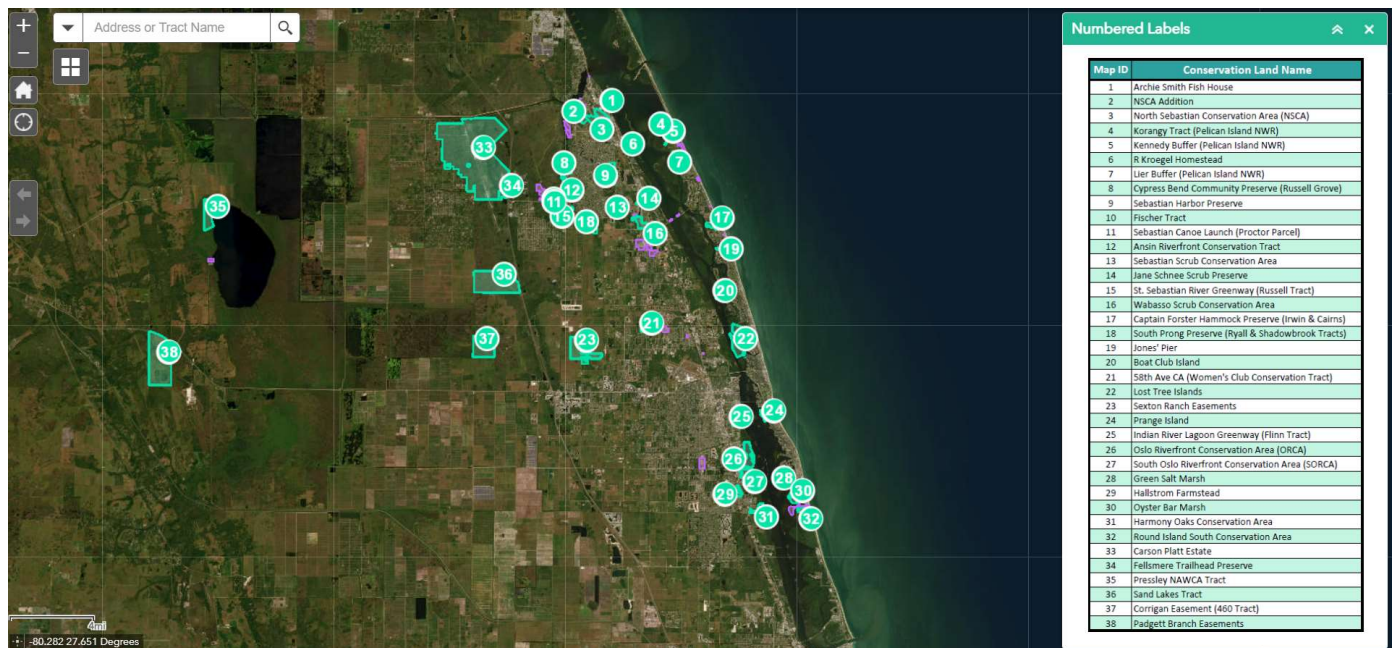 +
Address or Tract Name
−
1
2
3
4
5
6
7
8
9
33
34
12
11
15
18
13
14
16
35
17
19
36
20
21
37
23
22
38
25
24
26
27
28
29
30
31
32
4mi
-80.282 27.651 Degrees
Numbered Labels
Map ID Conservation Land Name
1 Archie Smith Fish House
2 NSCA Addition
3 North Sebastian Conservation Area (NSCA)
4 Korangy Tract (Pelican Island NWR)
5 Kennedy Buffer (Pelican Island NWR)
6 R Kroegel Homestead
7 Lier Buffer (Pelican Island NWR)
8 Cypress Bend Community Preserve (Russell Grove)
9 Sebastian Harbor Preserve
10 Fischer Tract
11 Sebastian Canoe Launch (Proctor Parcel)
12 Ansin Riverfront Conservation Tract
13 Sebastian Scrub Conservation Area
14 Jane Schnee Scrub Preserve
15 St. Sebastian River Greenway (Russell Tract)
16 Wabasso Scrub Conservation Area
17 Captain Forster Hammock Preserve (Irwin & Cairns)
18 South Prong Preserve (Ryall & Shadowbrook Tracts)
19 Jones' Pier
20 Boat Club Island
21 58th Ave CA (Women's Club Conservation Tract)
22 Lost Tree Islands
23 Sexton Ranch Easements
24 Prange Island
25 Indian River Lagoon Greenway (Flinn Tract)
26 Oslo Riverfront Conservation Area (ORCA)
27 South Oslo Riverfront Conservation Area (SORCA)
28 Green Salt Marsh
29 Hallstrom Farmstead
30 Oyster Bar Marsh
31 Harmony Oaks Conservation Area
32 Round Island South Conservation Area
33 Carson Platt Estate
34 Fellsmere Trailhead Preserve
35 Pressley NAWCA Tract
36 Sand Lakes Tract
37 Corrigan Easement (460 Tract)
38 Padgett Branch Easements